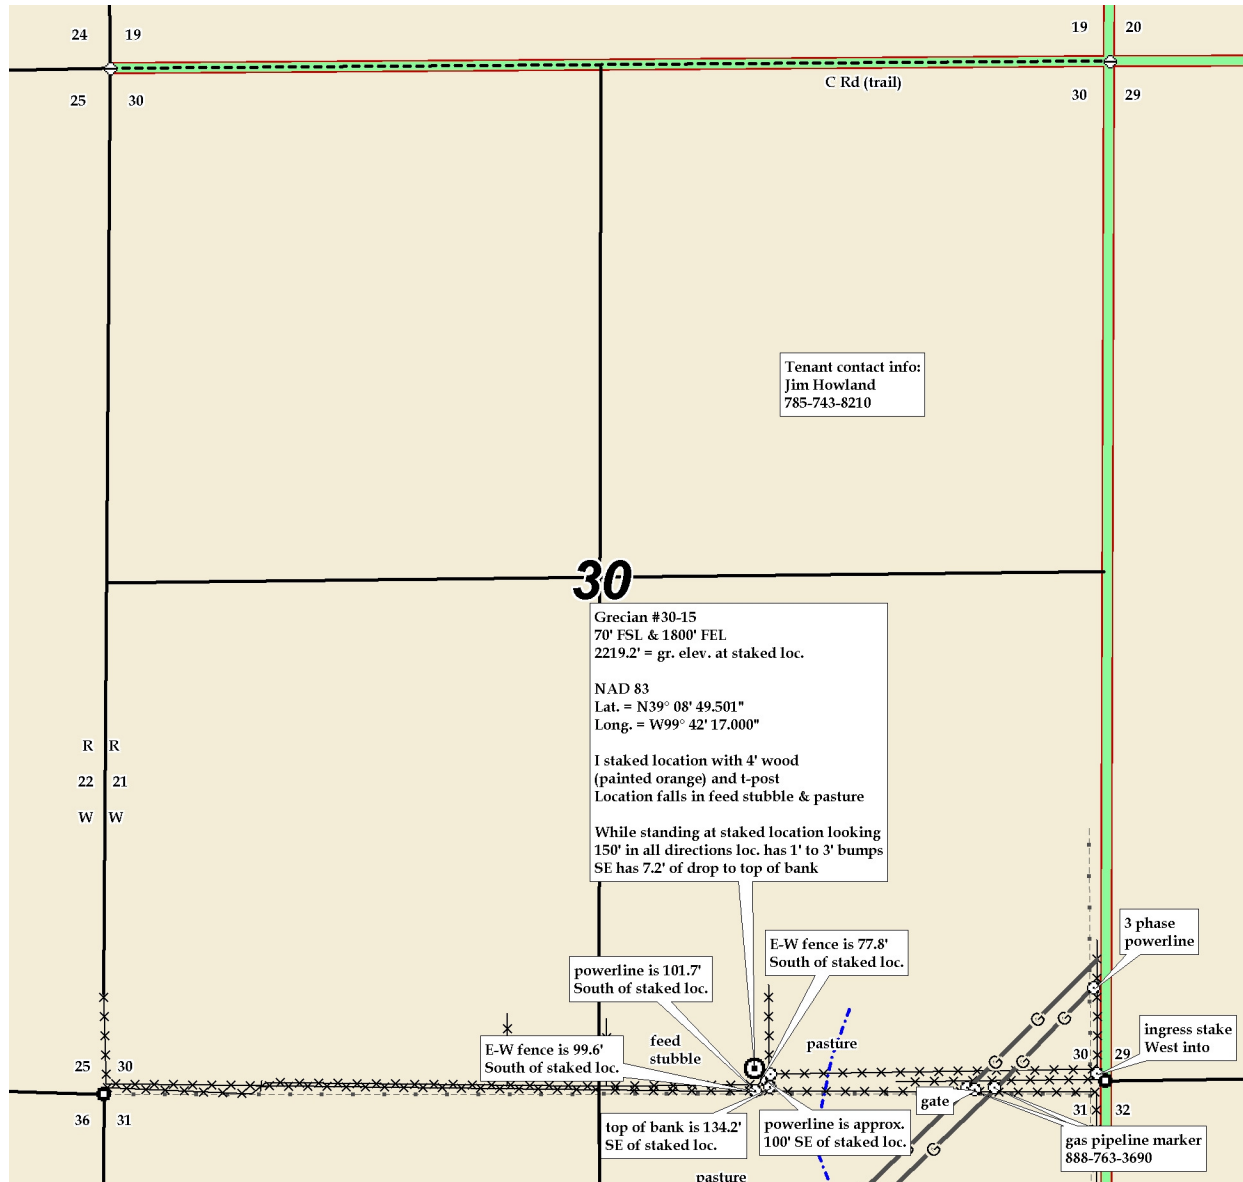 24 19
19 20
C Rd (trail)
25 30
30 29
Tenant contact info:
Jim Howland
785-743-8210
30
Grecian #30-15
70' FSL & 1800' FEL
2219.2' = gr. elev. at staked loc.
NAD 83
Lat. = N39° 08' 49.501"
Long. = W99° 42' 17.000"
I staked location with 4' wood
(painted orange) and t-post
Location falls in feed stubble & pasture
While standing at staked location looking
150' in all directions loc. has 1' to 3' bumps
SE has 7.2' of drop to top of bank
R R
22 21
W W
3 phase
powerline
E-W fence is 77.8'
South of staked loc.
powerline is 101.7'
South of staked loc.
G G
ingress stake
West into
feed
stubble
pasture
E-W fence is 99.6'
South of staked loc.
25 30
30 29
G G
gate
36 31
31 32
top of bank is 134.2'
SE of staked loc.
powerline is approx.
100' SE of staked loc.
gas pipeline marker
888-763-3690
G G
pasture